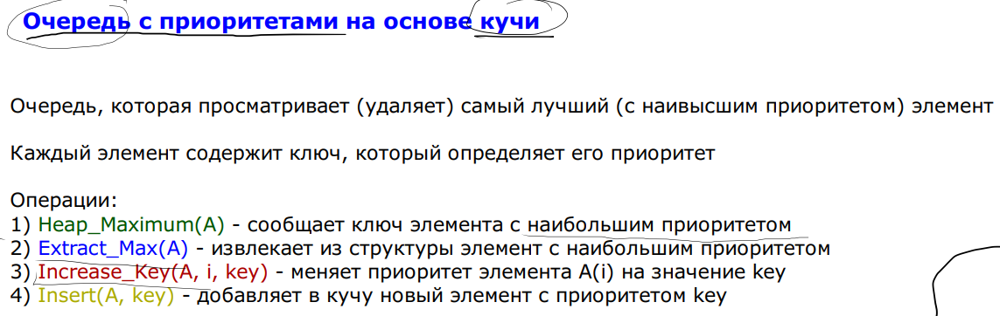 Очередь с приоритетами на основе кучи
Очередь, которая просматривает (удаляет) самый лучший (с наивысшим приоритетом) элемент
Каждый элемент содержит ключ, который определяет его приоритет
Операции:
1) Heap_Maximum(A) - сообщает ключ элемента с наибольшим приоритетом
2) Extract_Max(A) - извлекает из структуры элемент с наибольшим приоритетом
3) Increase_Key(A, i, key) - меняет приоритет элемента A(i) на значение key
4) Insert(A, key) - добавляет в кучу новый элемент с приоритетом key